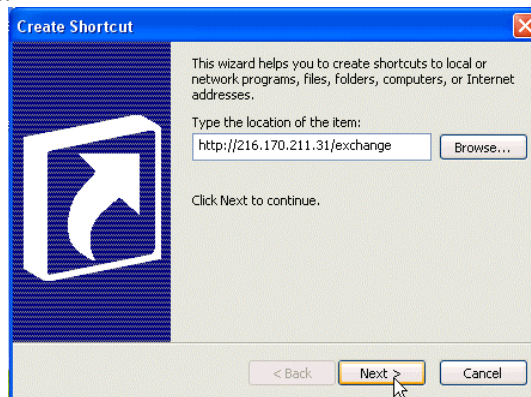 Create Shortcut
This wizard helps you to create shortcuts to local or
network programs, files, folders, computers, or Internet
addresses.
Type the location of the item:
http://216.170.211.31/exchange
Browse...
Click Next to continue.
< Back
Next >
Cancel